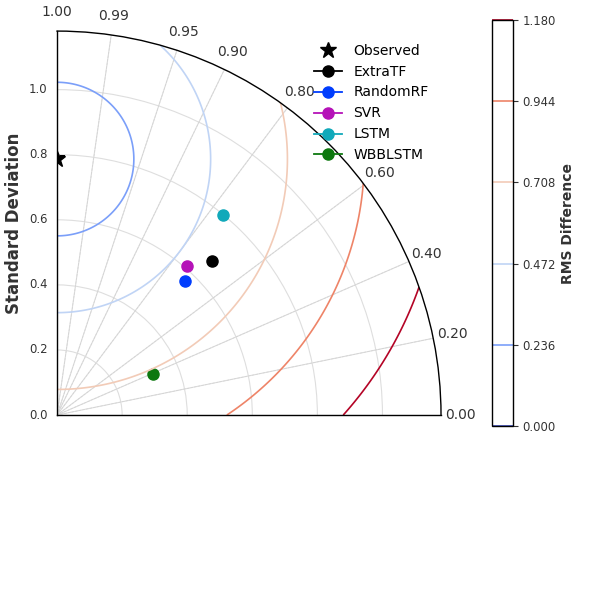 1.00
0.99
0.95
0.90
0.80
0.60
0.40
0.20
0.00
1.0
0.8
0.6
0.4
0.2
0.0
Standard Deviation
Observed
ExtraTF
RandomRF
SVR
LSTM
WBBLSTM
1.180
0.944
0.708
0.472
0.236
0.000
RMS Difference